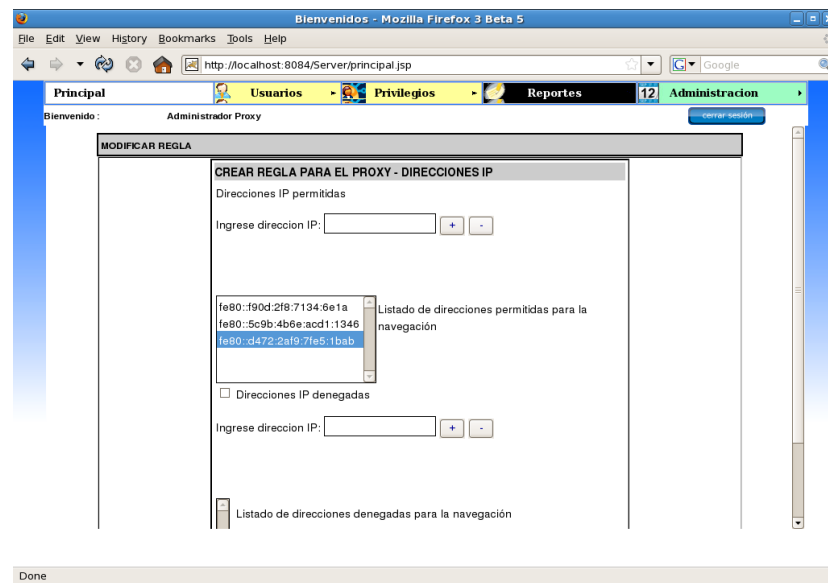 Bienvenidos - Mozilla Firefox 3 Beta 5
File Edit View History Bookmarks Tools Help
http://localhost:8084/Server/principal.jsp
G Google
Principal Usuarios Privilegios Reportes 12 Administracion
Bienvenido : Administrador Proxy cerrar sesión
MODIFICAR REGLA
CREAR REGLA PARA EL PROXY - DIRECCIONES IP
Direcciones IP permitidas
Ingrese direccion IP: + -
fe80::f90d:2f8:7134:6e1a
fe80::5c9b:4b6e:acd1:1346
fe80::d472:2af9:7fe5:1bab
Listado de direcciones permitidas para la
navegación
Direcciones IP denegadas
Ingrese direccion IP: + -
Listado de direcciones denegadas para la navegación
Done